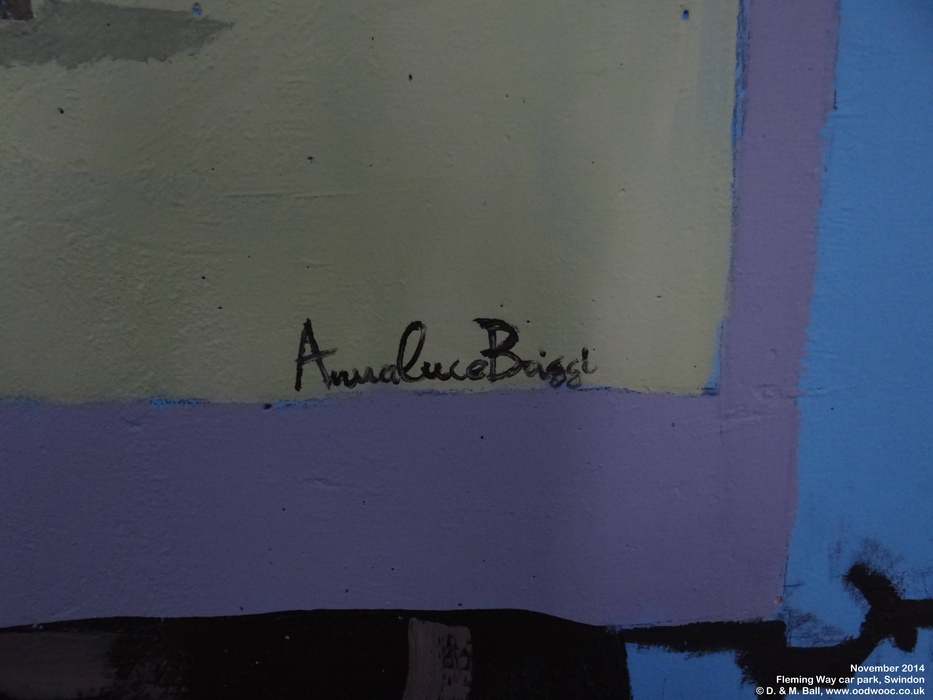 AnnaluceBriggi
November 2014
Fleming Way car park, Swindon
© D. & M. Ball, www.oodwooc.co.uk